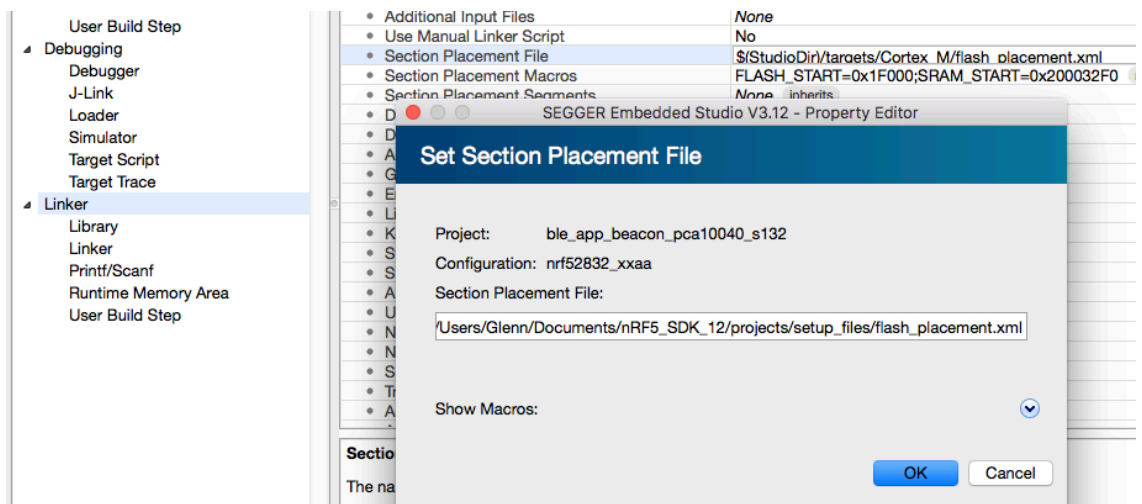 User Build Step
Debugging
Debugger
J-Link
Loader
Simulator
Target Script
Target Trace
Linker
Library
Linker
Printf/Scanf
Runtime Memory Area
User Build Step
Additional Input Files None
Use Manual Linker Script No
Section Placement File $(StudioDir)/targets/Cortex_M/flash_placement.xml
Section Placement Macros FLASH_START=0x1F000;SRAM_START=0x200032F0
Section Placement Segments None inherits
D
D
A
G
E
Li
K
S
S
A
U
N
N
S
Tr
A
SEGGER Embedded Studio V3.12 - Property Editor
Set Section Placement File
Project: ble_app_beacon_pca10040_s132
Configuration: nrf52832_xxaa
Section Placement File:
/Users/Glenn/Documents/nRF5_SDK_12/projects/setup_files/flash_placement.xml
Show Macros:
OK Cancel
Sectio
The na